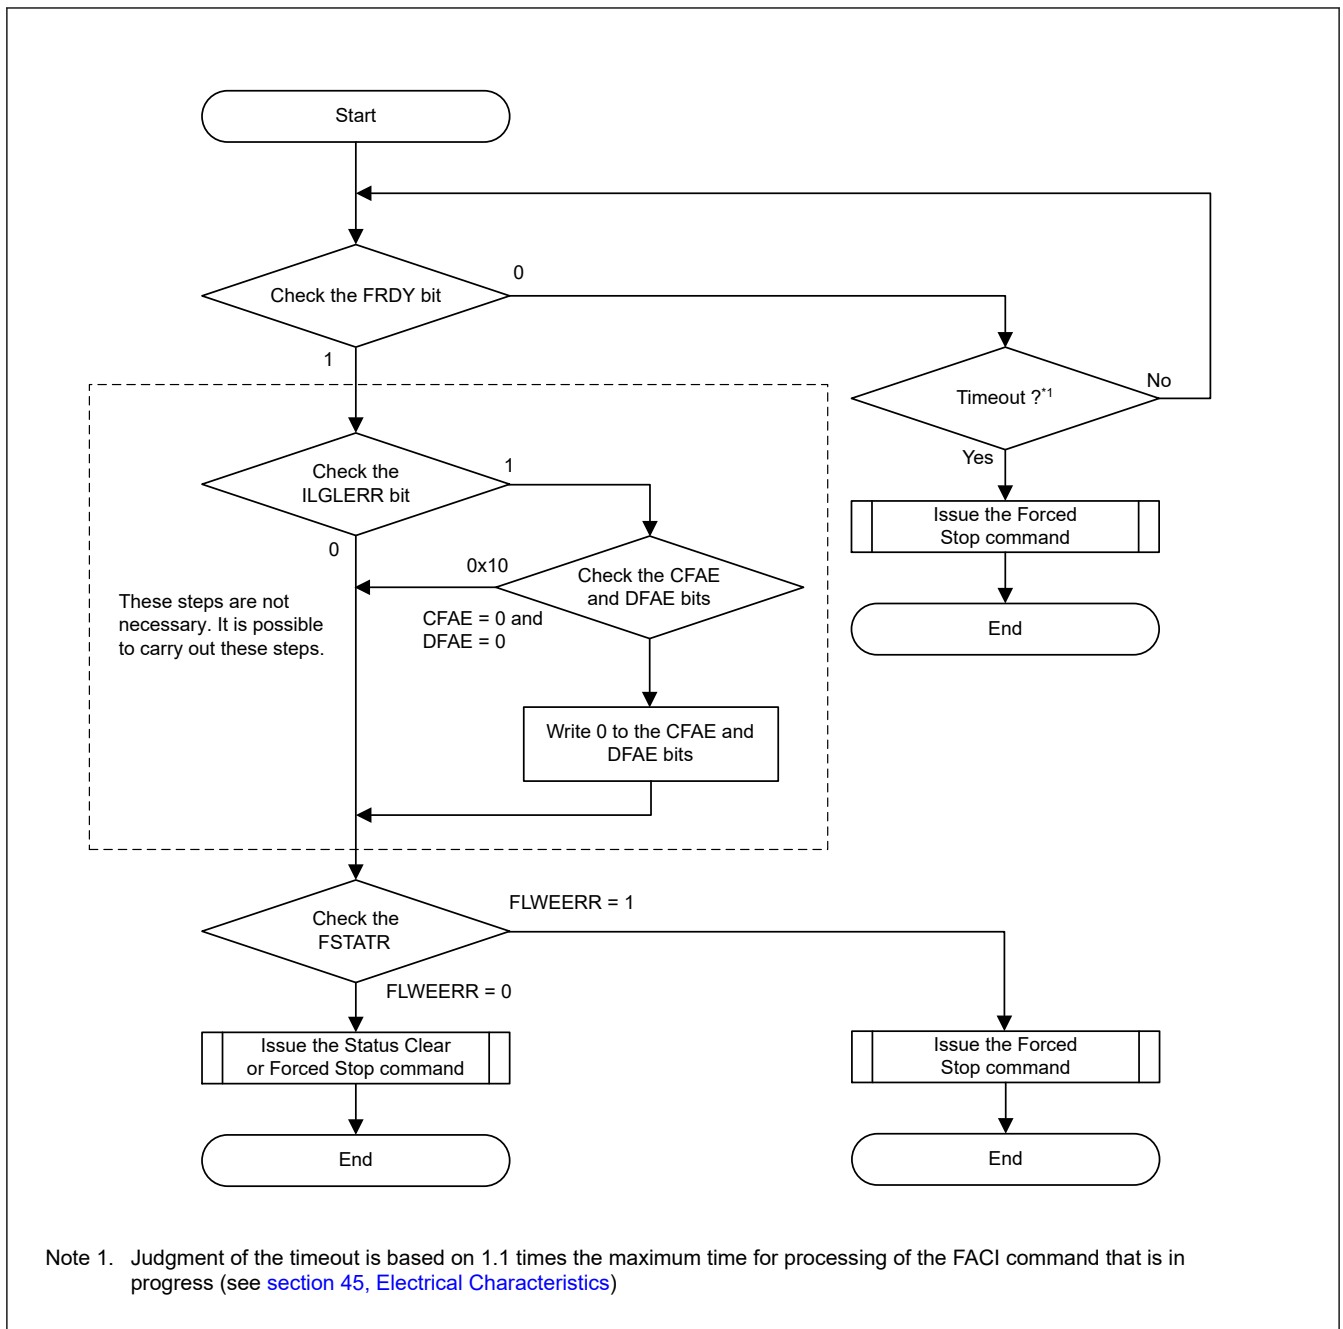 Start
Check the FRDY bit
0
1
Timeout ?*1
No
Yes
Issue the Forced
Stop command
End
Check the
ILGLERR bit
1
0
0x10
CFAE = 0 and
DFAE = 0
Check the CFAE
and DFAE bits
These steps are not
necessary. It is possible
to carry out these steps.
Write 0 to the CFAE and
DFAE bits
Check the
FSTATR
FLWEERR = 1
FLWEERR = 0
Issue the Status Clear
or Forced Stop command
End
Issue the Forced
Stop command
End
Note 1. Judgment of the timeout is based on 1.1 times the maximum time for processing of the FACI command that is in
progress (see section 45, Electrical Characteristics)